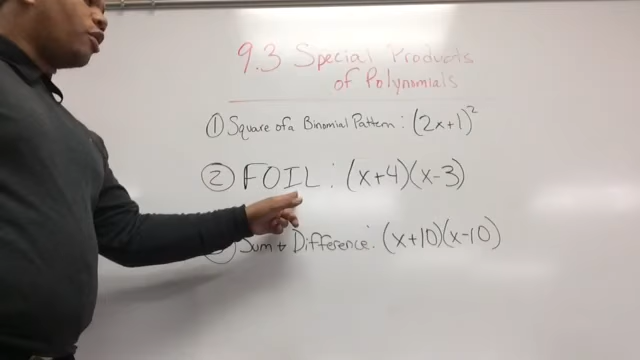 9.3 Special Products
of Polynomials
① Square of a Binomial Pattern: (2x+1)²
② FOIL: (x+4)(x-3)
Sum + Difference: (x+10)(x-10)